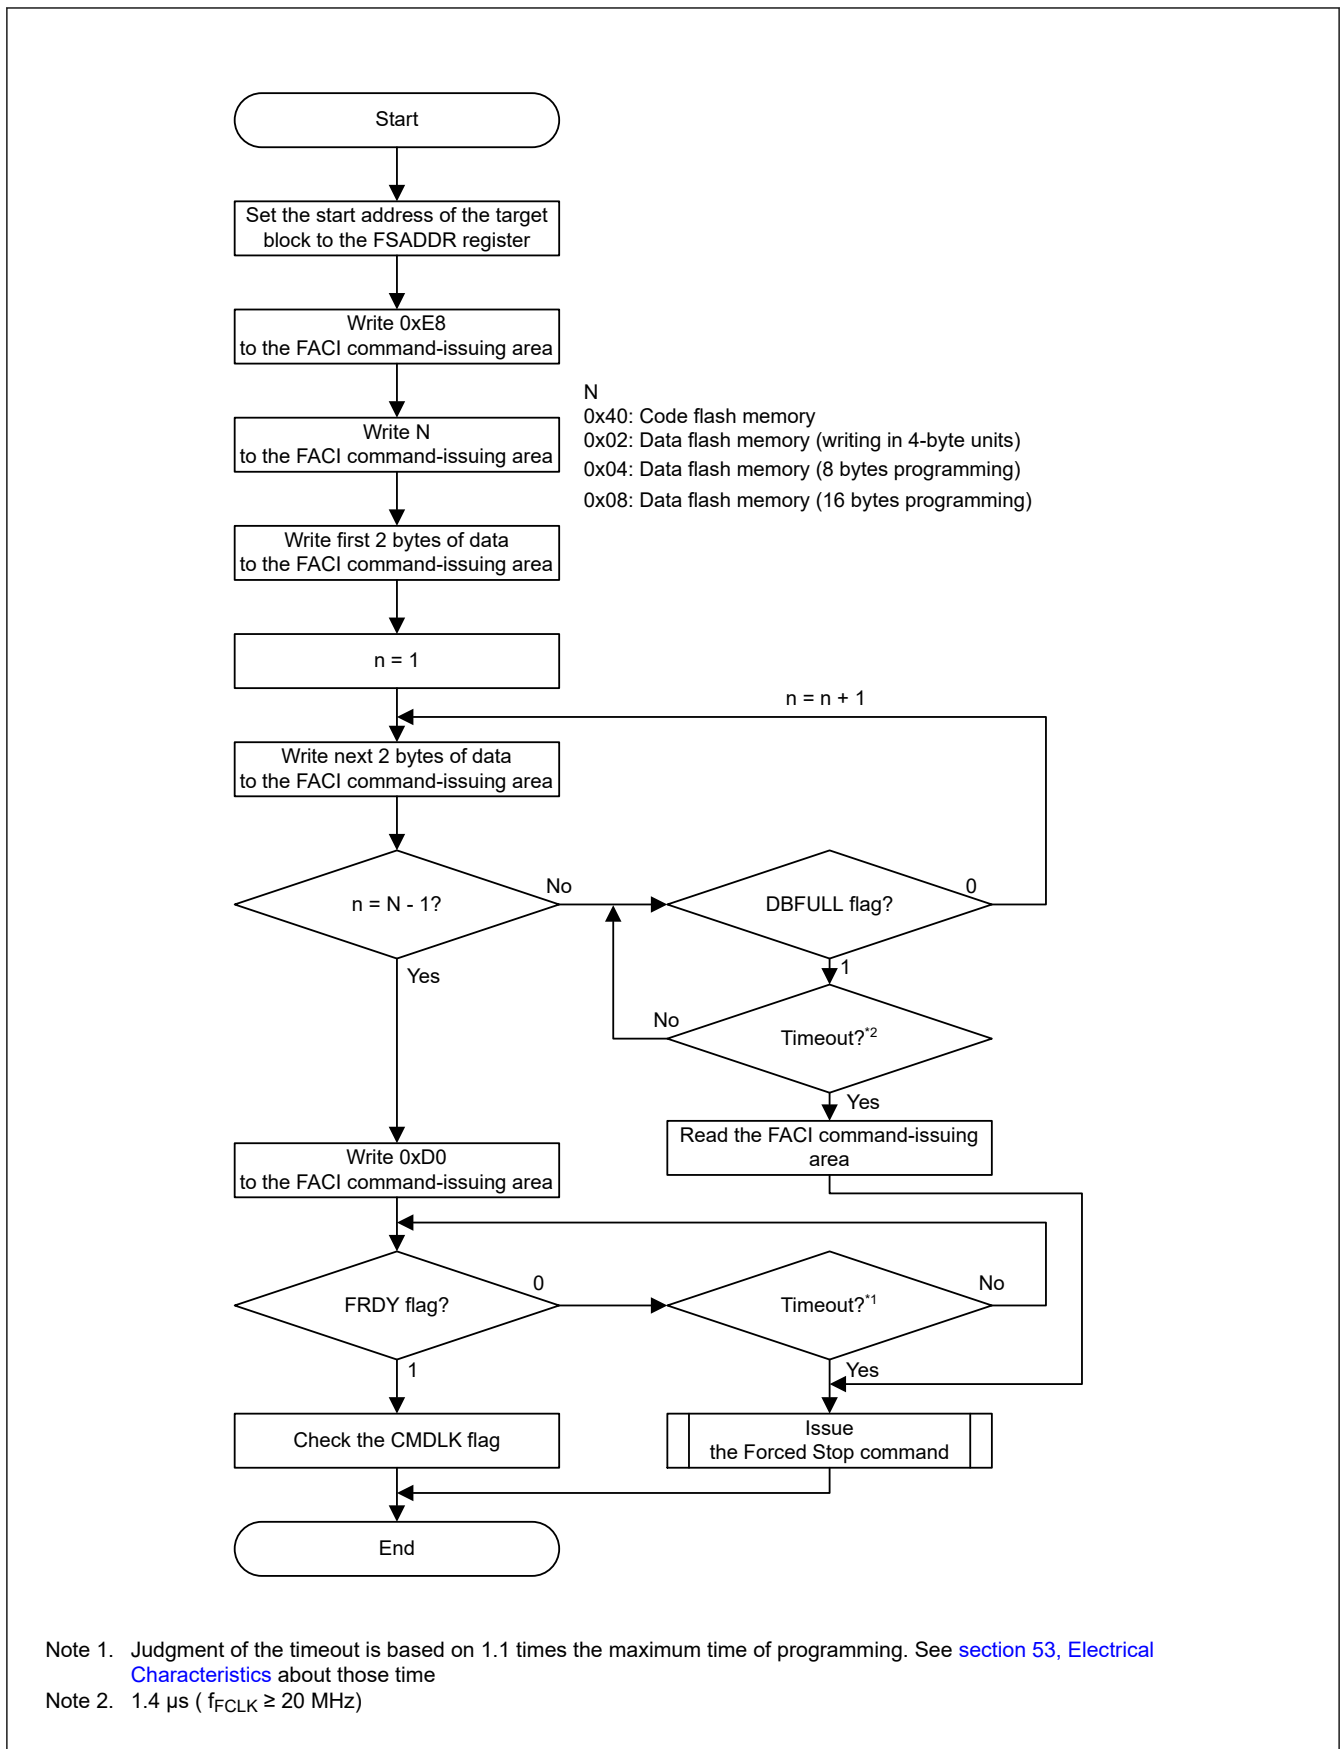 Start
Set the start address of the target
block to the FSADDR register
Write 0xE8
to the FACI command-issuing area
N
0x40: Code flash memory
0x02: Data flash memory (writing in 4-byte units)
0x04: Data flash memory (8 bytes programming)
0x08: Data flash memory (16 bytes programming)
Write N
to the FACI command-issuing area
Write first 2 bytes of data
to the FACI command-issuing area
n = 1
n = n + 1
Write next 2 bytes of data
to the FACI command-issuing area
n = N - 1?
No
DBFULL flag?
0
Yes
1
No
Timeout?*2
Yes
Read the FACI command-issuing
area
Write 0xD0
to the FACI command-issuing area
FRDY flag?
0
Timeout?*1
No
1
Yes
Check the CMDLK flag
Issue
the Forced Stop command
End
Note 1. Judgment of the timeout is based on 1.1 times the maximum time of programming. See section 53, Electrical
Characteristics about those time
Note 2. 1.4 µs ( fFCLK ≥ 20 MHz)